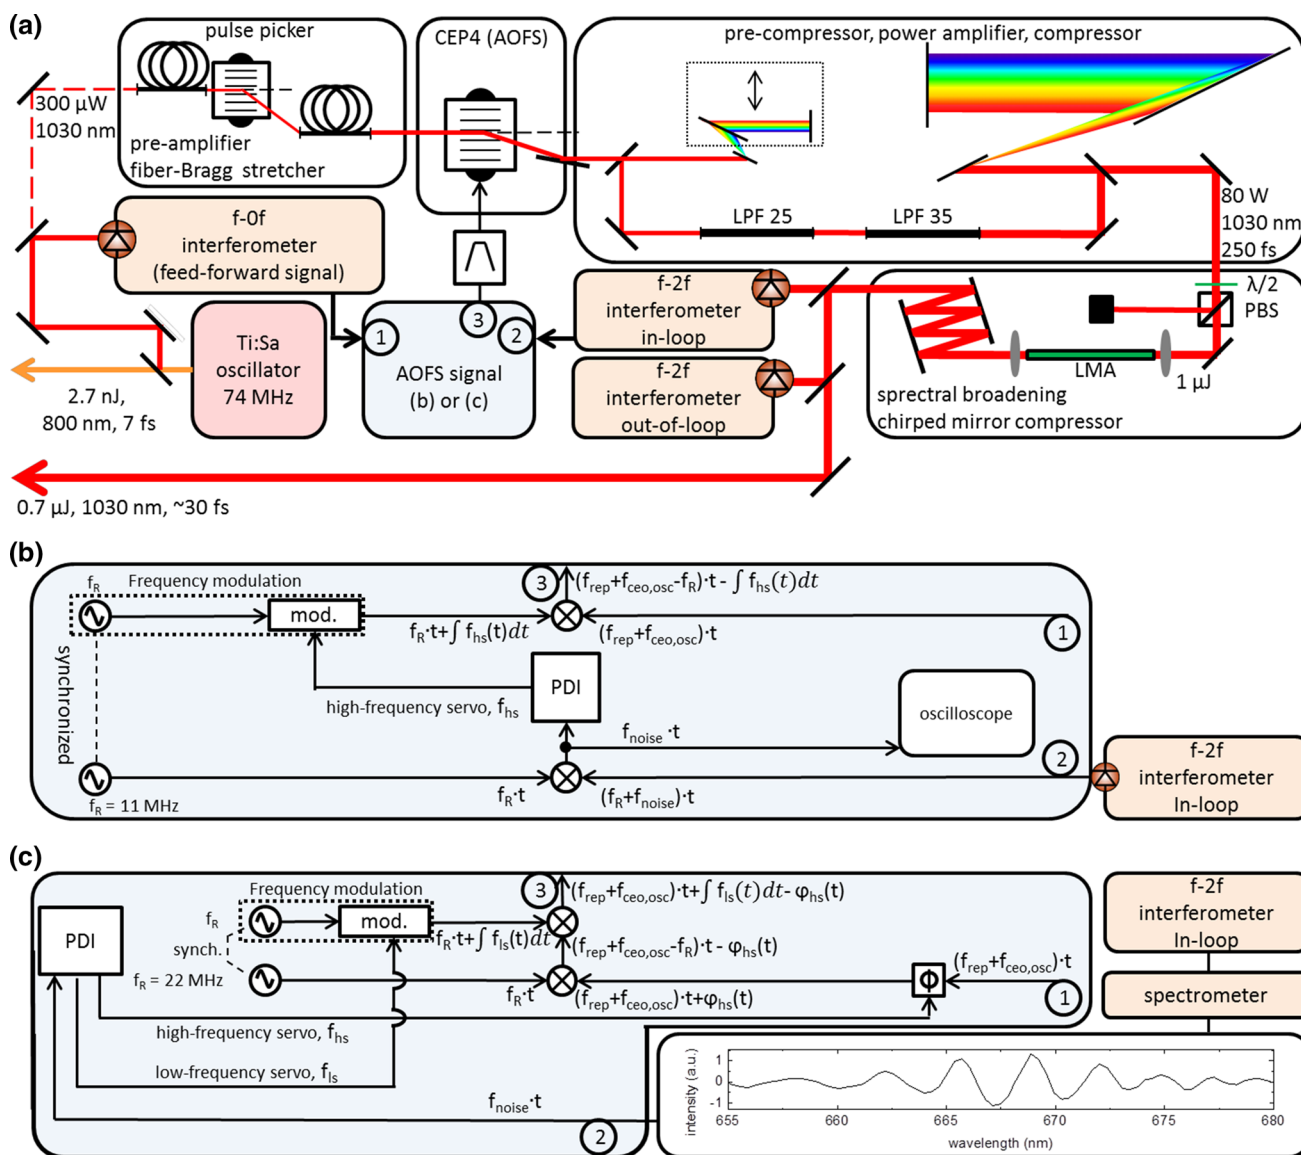 (a)
pulse picker
300 µW
1030 nm
pre-amplifier
fiber-Bragg stretcher
CEP4 (AOFS)
pre-compressor, power amplifier, compressor
LPF 25
LPF 35
80 W
1030 nm
250 fs
f-0f
interferometer
(feed-forward signal)
Ti:Sa
oscillator
74 MHz
2.7 nJ,
800 nm, 7 fs
1
3
2
AOFS signal
(b) or (c)
f-2f
interferometer
in-loop
f-2f
interferometer
out-of-loop
λ/2
PBS
LMA
1 µJ
sprectral broadening
chirped mirror compressor
0.7 µJ, 1030 nm, ~30 fs
(b)
f_R
Frequency modulation
mod.
3
(f_rep+f_ceo,osc-f_R)·t - ∫ f_hs(t)dt
f_R·t+∫ f_hs(t)dt
(f_rep+f_ceo,osc)·t
1
synchronized
PDI
high-frequency servo, f_hs
f_noise ·t
oscilloscope
2
f_R = 11 MHz
f_R·t
(f_R+f_noise)·t
f-2f
interferometer
In-loop
(c)
Frequency modulation
3
(f_rep+f_ceo,osc)·t+∫ f_ls(t)dt- φ_hs(t)
PDI
f_R
mod.
f_R·t+∫ f_ls(t)dt
(f_rep+f_ceo,osc-f_R)·t - φ_hs(t)
synch.
f_R = 22 MHz
f_R·t
(f_rep+f_ceo,osc)·t+φ_hs(t)
Φ
(f_rep+f_ceo,osc)·t
1
high-frequency servo, f_hs
low-frequency servo, f_ls
f_noise·t
2
f-2f
interferometer
In-loop
spectrometer
intensity (a.u.)
1
0
-1
655
660
665
670
675
680
wavelength (nm)